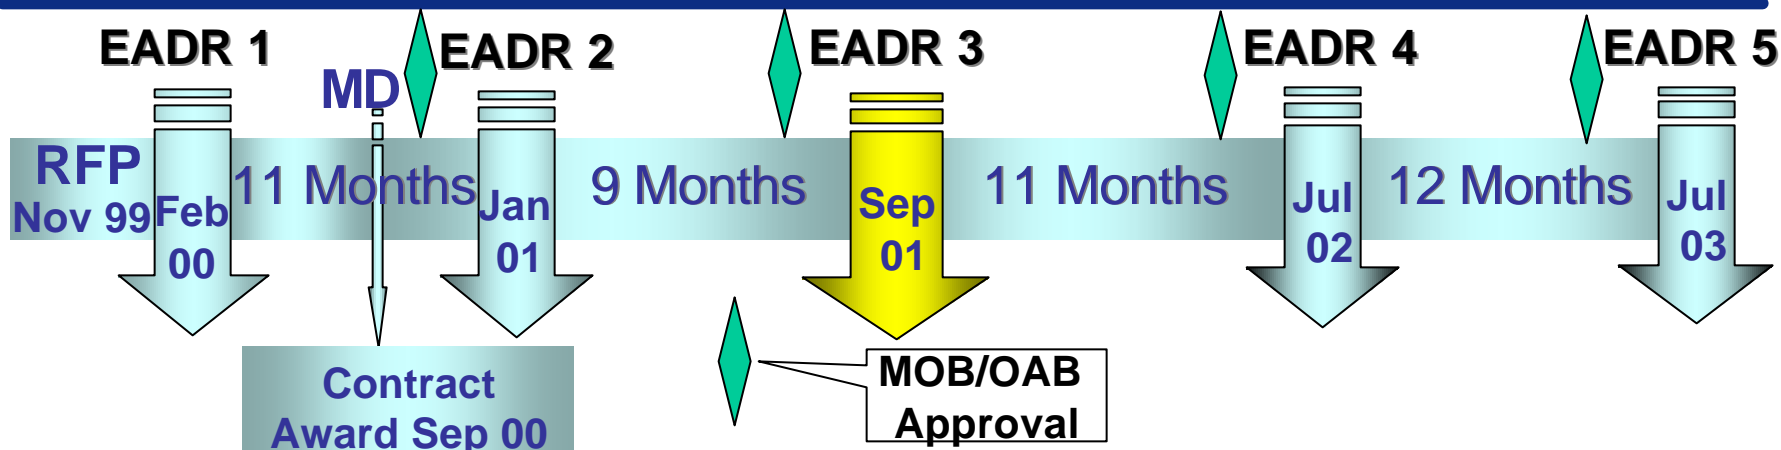 EADR 1
EADR 2
EADR 3
EADR 4
EADR 5
MD
RFP
Nov 99
Feb
00
11 Months
Jan
01
9 Months
Sep
01
11 Months
Jul
02
12 Months
Jul
03
Contract
Award Sep 00
MOB/OAB
Approval